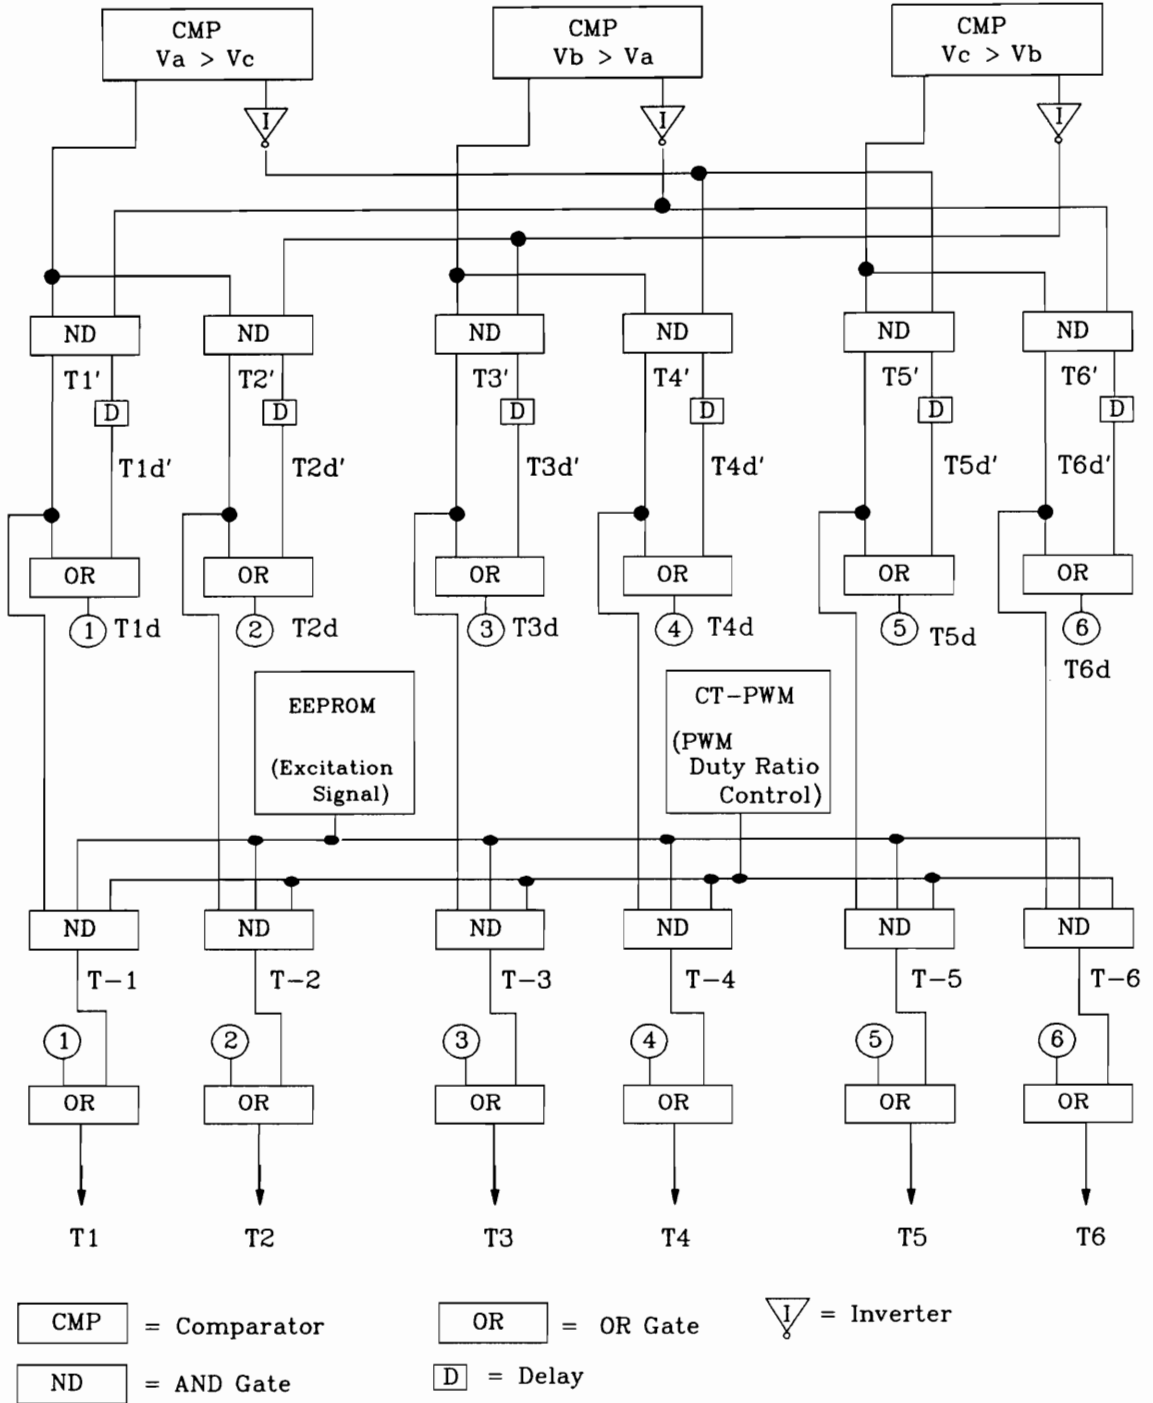 CMP CMP CMP
Va > Vc Vb > Va Vc > Vb
I I I
ND ND ND ND ND ND
T1' T2' T3' T4' T5' T6'
D D D D D D
T1d' T2d' T3d' T4d' T5d' T6d'
OR OR OR OR OR OR
1 T1d 2 T2d 3 T3d 4 T4d 5 T5d 6
T6d
EEPROM
(Excitation
Signal)
CT-PWM
(PWM
Duty Ratio
Control)
ND ND ND ND ND ND
T-1 T-2 T-3 T-4 T-5 T-6
1 2 3 4 5 6
OR OR OR OR OR OR
T1 T2 T3 T4 T5 T6
CMP = Comparator OR = OR Gate I = Inverter
ND = AND Gate D = Delay